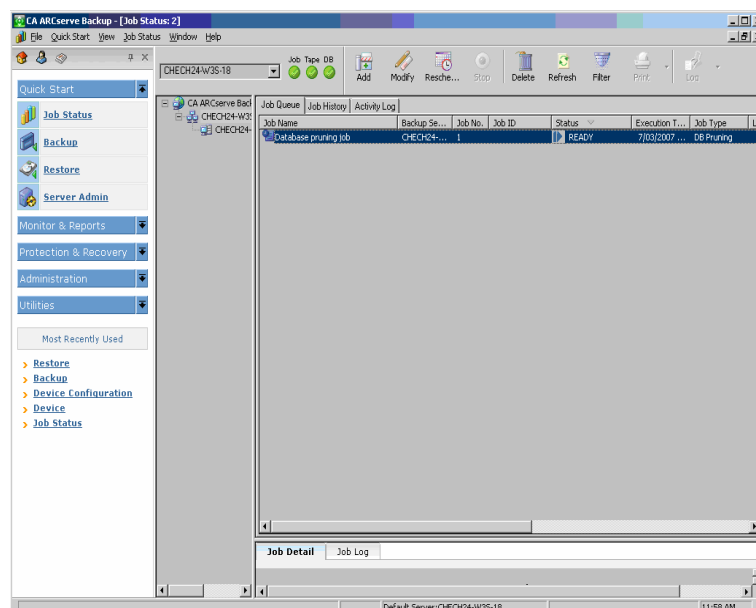 CA ARCserve Backup - [Job Status: 2]
File Quick Start View Job Status Window Help
CHECH24-W3S-18
Job Tape DB
Add Modify Resche... Stop Delete Refresh Filter Print Log
Quick Start
Job Status
Backup
Restore
Server Admin
Monitor & Reports
Protection & Recovery
Administration
Utilities
Most Recently Used
Restore
Backup
Device Configuration
Device
Job Status
CA ARCserve Bac
CHECH24-W3
CHECH24-
Job Queue Job History Activity Log
Job Name Backup Se... Job No. Job ID Status Execution T... Job Type L
Database pruning job CHECH24-... 1 READY 7/03/2007 ... DB Pruning
Job Detail Job Log
Default Server:CHECH24-W3S-18 11:58 AM